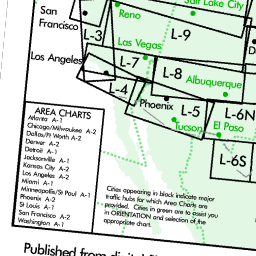 Salt Lake City
San
Francisco
Reno
L-3
L-9
Las Vegas
Los Angeles
L-7
L-8
Albuquerque
L-4
Phoenix
L-5
L-6N
Tucson
El Paso
L-6S
AREA CHARTS
Atlanta A-1
Chicago/Milwaukee A-2
Dallas/Ft Worth A-2
Denver A-2
Detroit A-1
Jacksonville A-1
Kansas City A-2
Los Angeles A-2
Miami A-1
Minneapolis/St Paul A-1
Phoenix A-2
St Louis A-1
San Francisco A-2
Washington A-1
Cities appearing in black indicate major
traffic hubs for which Area Charts are
provided. Cities in green are to assist you
in ORIENTATION and selection of the
appropriate chart.
Published from digital